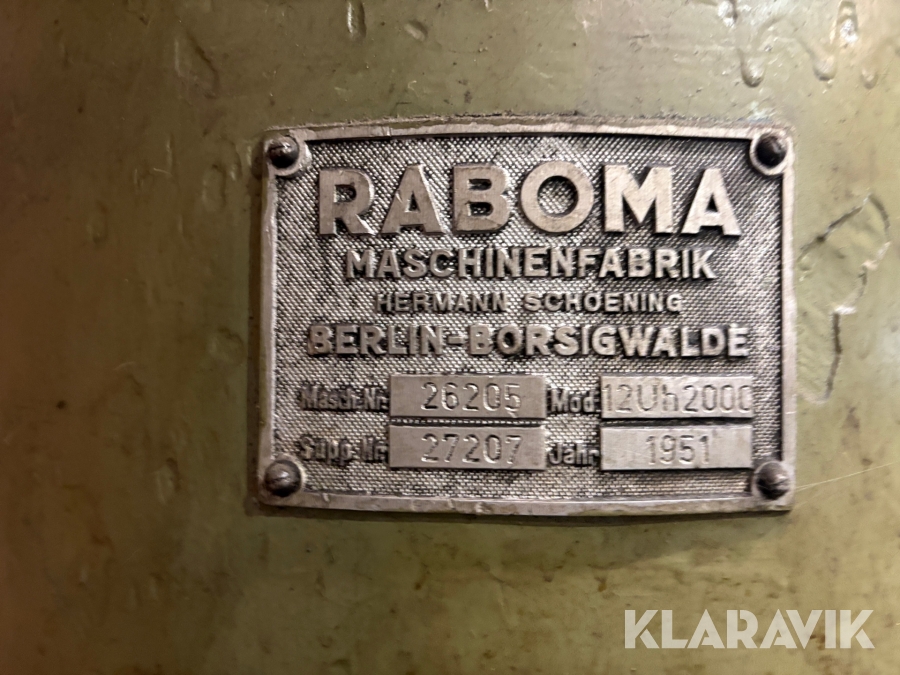 RABOMA
MASCHINENFABRIK
HERMANN SCHOENING
BERLIN-BORSIGWALDE
Masch.Nr. 26205 Mod. 12Uh2000
Supp.Nr. 27207 Jahr 1951
KLARAVIK